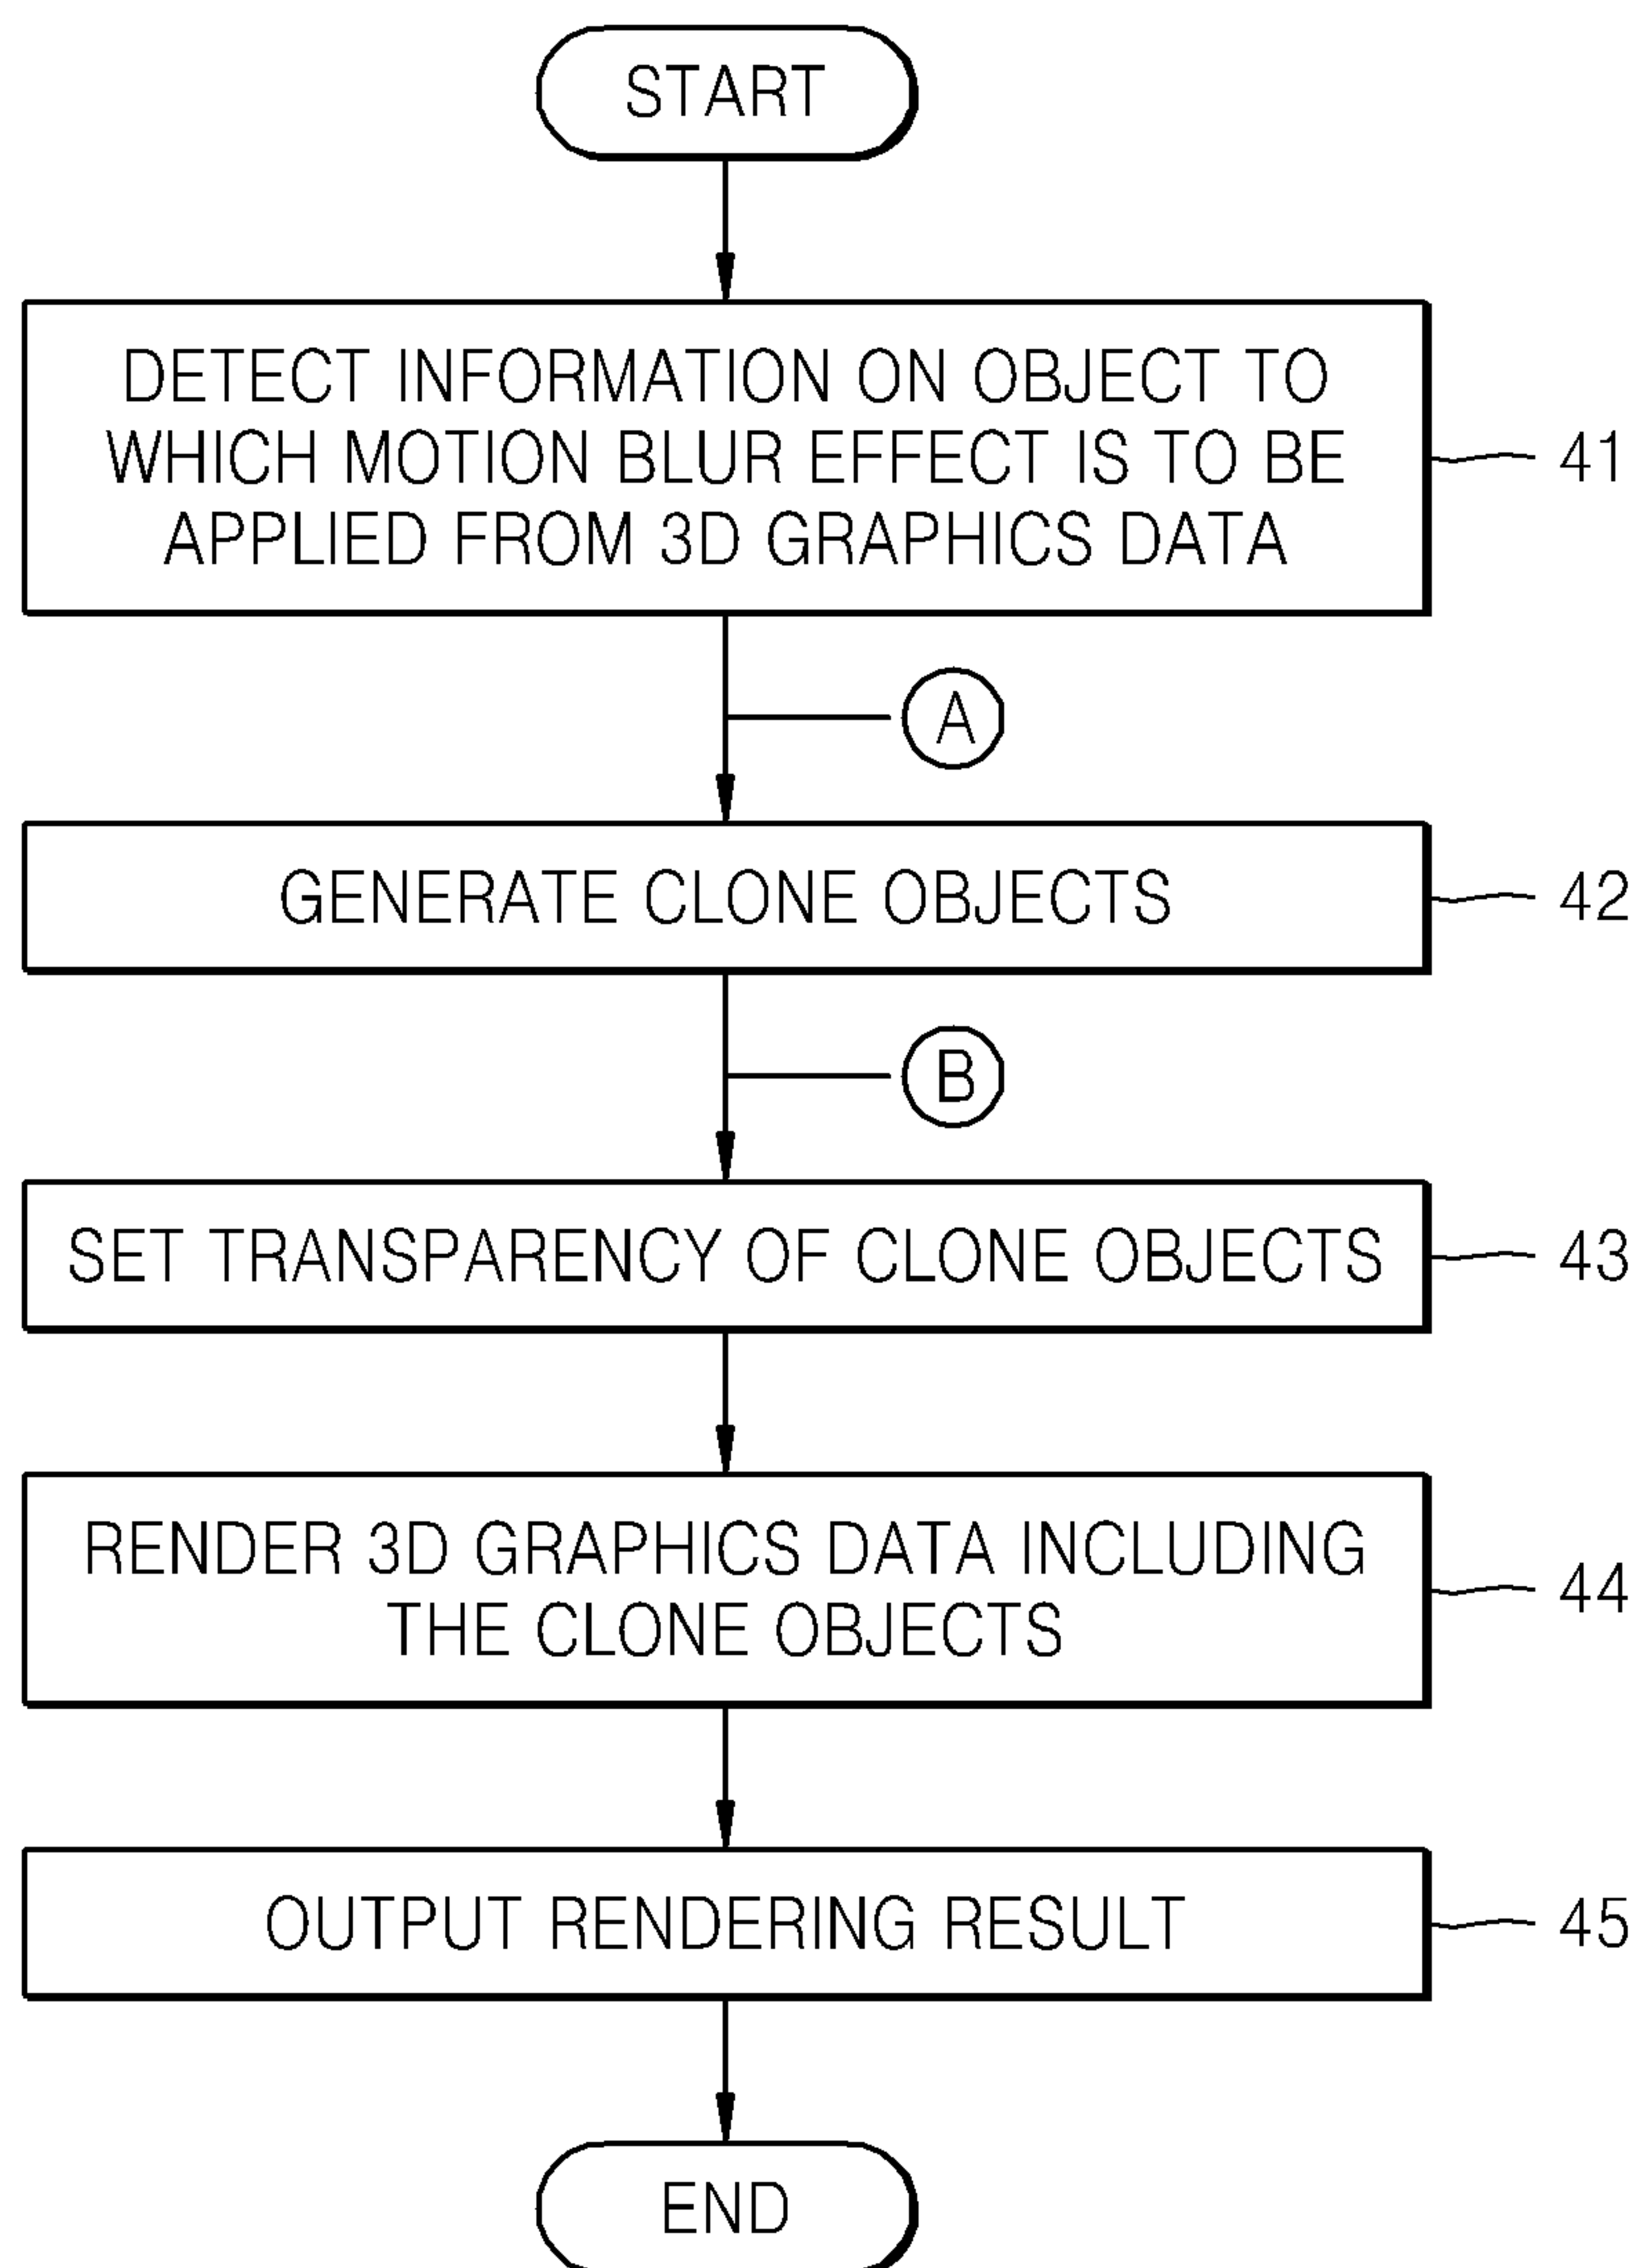 START
DETECT INFORMATION ON OBJECT TO
WHICH MOTION BLUR EFFECT IS TO BE
APPLIED FROM 3D GRAPHICS DATA
41
A
GENERATE CLONE OBJECTS
42
B
SET TRANSPARENCY OF CLONE OBJECTS
43
RENDER 3D GRAPHICS DATA INCLUDING
THE CLONE OBJECTS
44
OUTPUT RENDERING RESULT
45
END